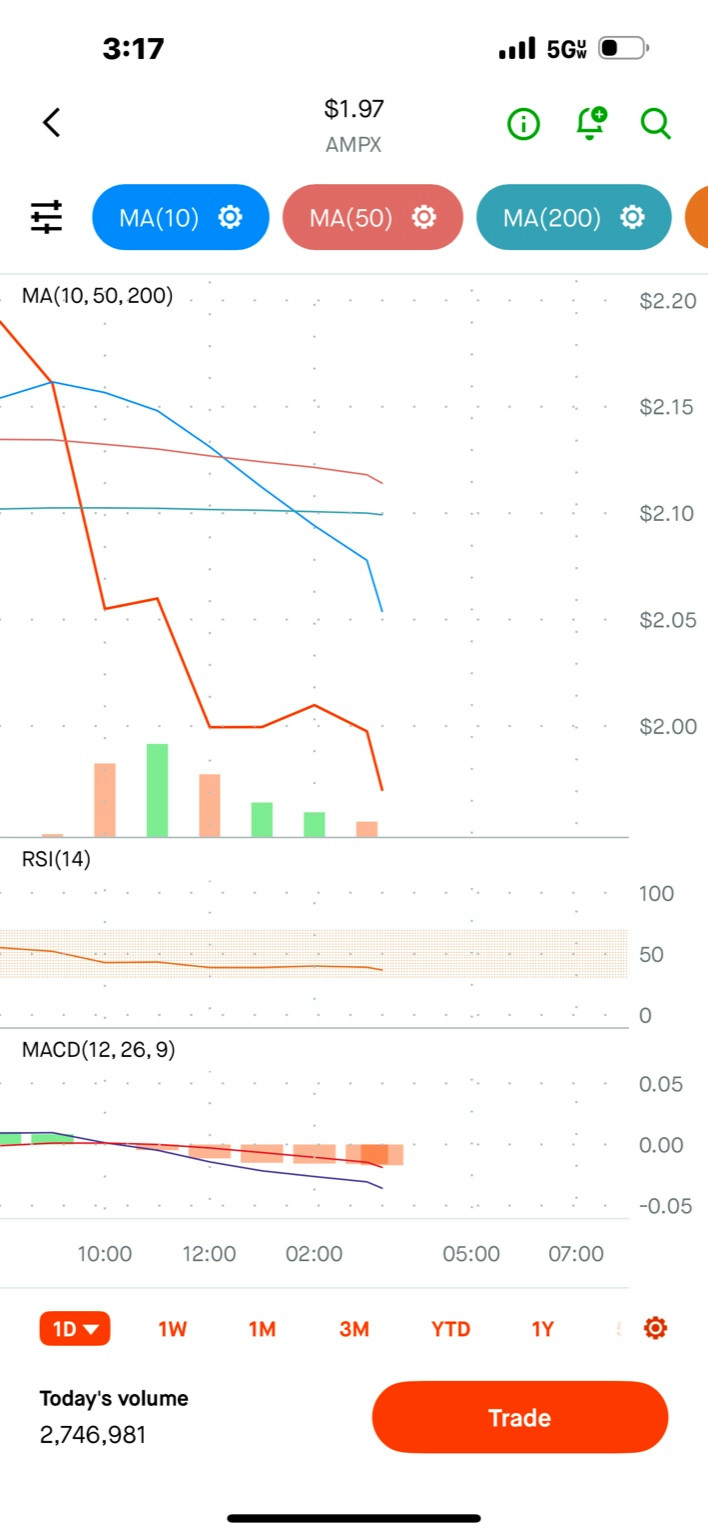 3:17 5GUW
$1.97
AMPX
MA(10) MA(50) MA(200)
MA(10,50,200)
$2.20
$2.15
$2.10
$2.05
$2.00
RSI(14)
100
50
0
MACD(12,26,9)
0.05
0.00
-0.05
10:00 12:00 02:00 05:00 07:00
1D 1W 1M 3M YTD 1Y
Today's volume
2,746,981
Trade